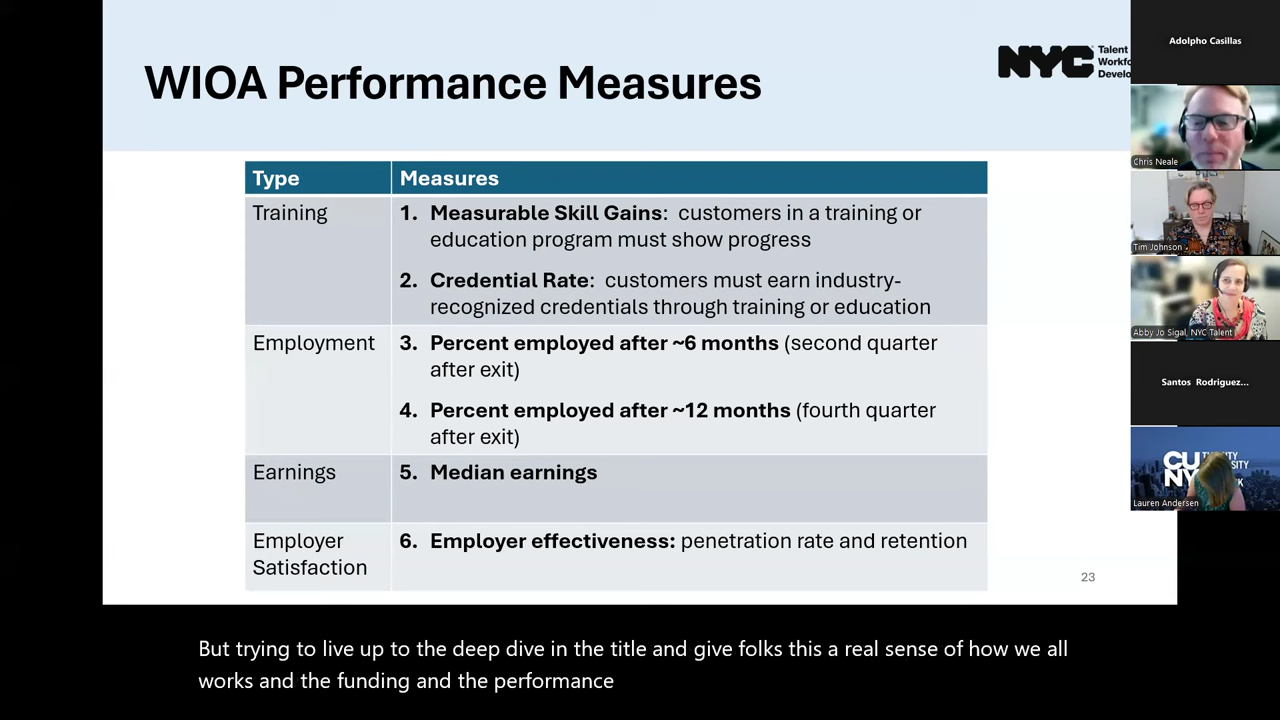 WIOA Performance Measures
NYC
Talent
Workfo
Develo
Type
Measures
Training
1. Measurable Skill Gains: customers in a training or
education program must show progress
2. Credential Rate: customers must earn industry-
recognized credentials through training or education
Employment
3. Percent employed after ~6 months (second quarter
after exit)
4. Percent employed after ~12 months (fourth quarter
after exit)
Earnings
5. Median earnings
Employer
Satisfaction
6. Employer effectiveness: penetration rate and retention
23
Adolpho Casillas
Chris Neale
Tim Johnson
Abby Jo Sigal, NYC Talent
Santos Rodriguez...
CU
NY
Lauren Andersen
But trying to live up to the deep dive in the title and give folks this a real sense of how we all
works and the funding and the performance